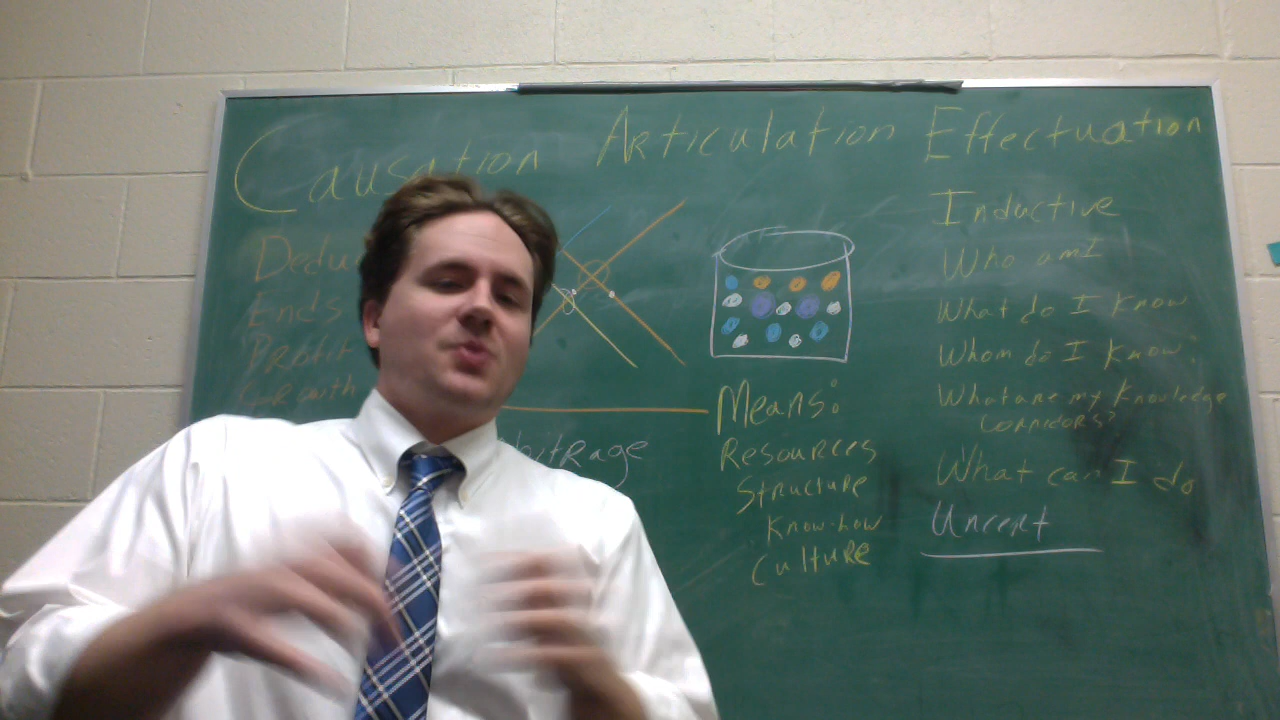 Causation Articulation Effectuation
Dedu
Ends
Profit
Growth
bitrage
Means:
Resources
Structure
Know-how
Culture
Inductive
Who am I
What do I know
Whom do I know?
What are my knowledge
corridors?
What can I do